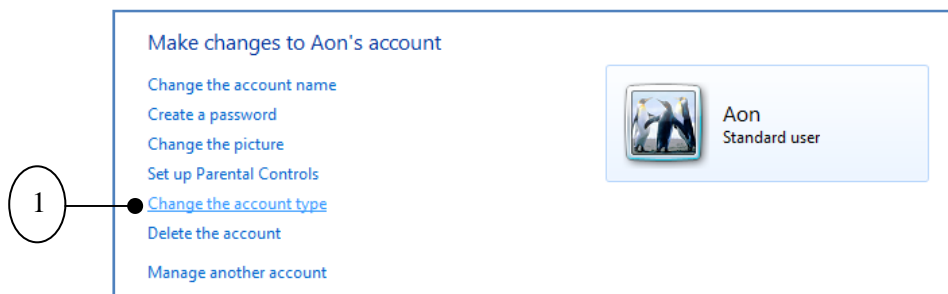 Make changes to Aon's account
Change the account name
Create a password
Change the picture
Set up Parental Controls
Change the account type
Delete the account
Manage another account
Aon
Standard user
1